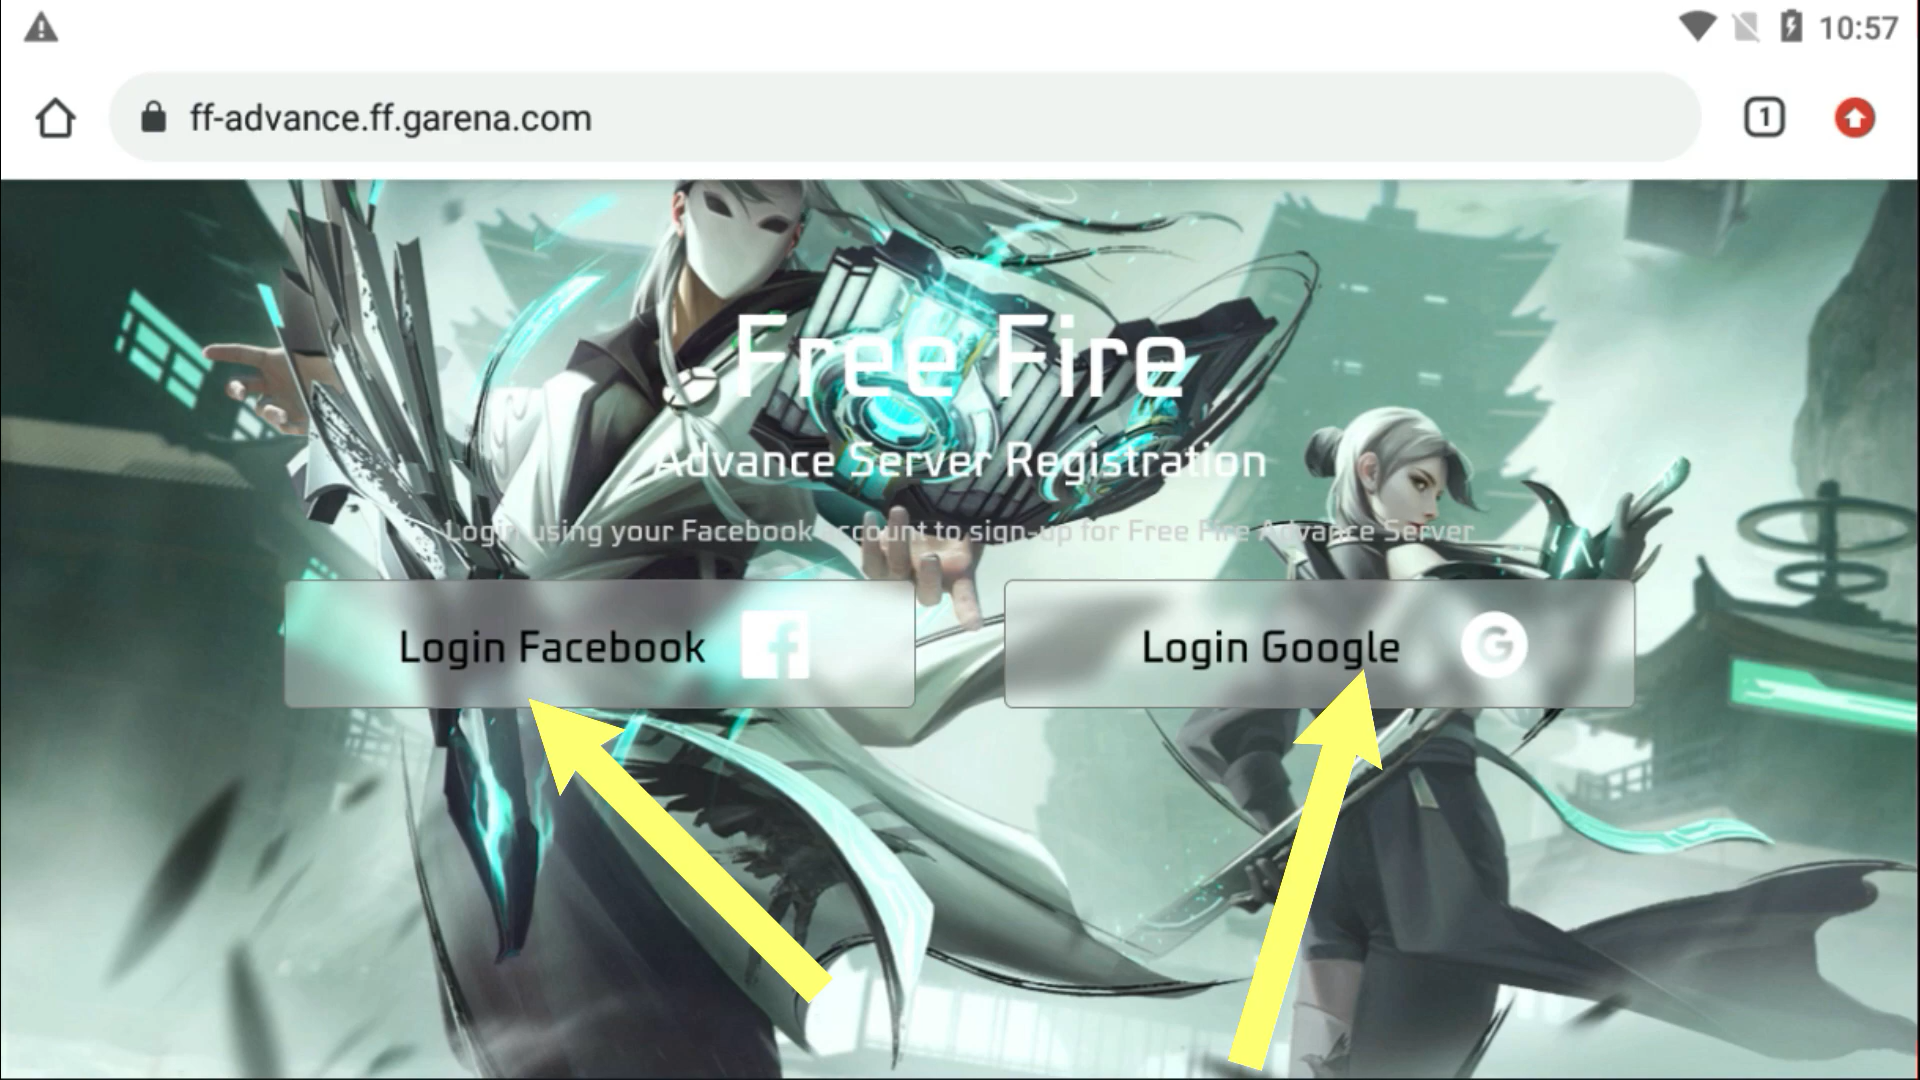 10:57
ff-advance.ff.garena.com
1
Free Fire
Advance Server Registration
Login using your Facebook account to sign-up for Free Fire Advance Server
Login Facebook f
Login Google G